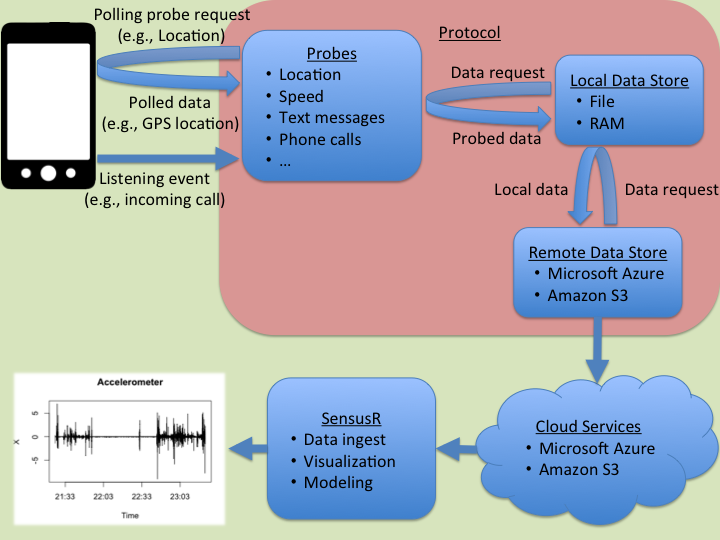 Polling probe request
(e.g., Location)
Polled data
(e.g., GPS location)
Listening event
(e.g., incoming call)
Probes
• Location
• Speed
• Text messages
• Phone calls
• ...
Protocol
Data request
Probed data
Local Data Store
• File
• RAM
Local data
Data request
Remote Data Store
• Microsoft Azure
• Amazon S3
Cloud Services
• Microsoft Azure
• Amazon S3
SensusR
• Data ingest
• Visualization
• Modeling
Accelerometer
X
5
0
-5
21:33 22:03 22:33 23:03
Time